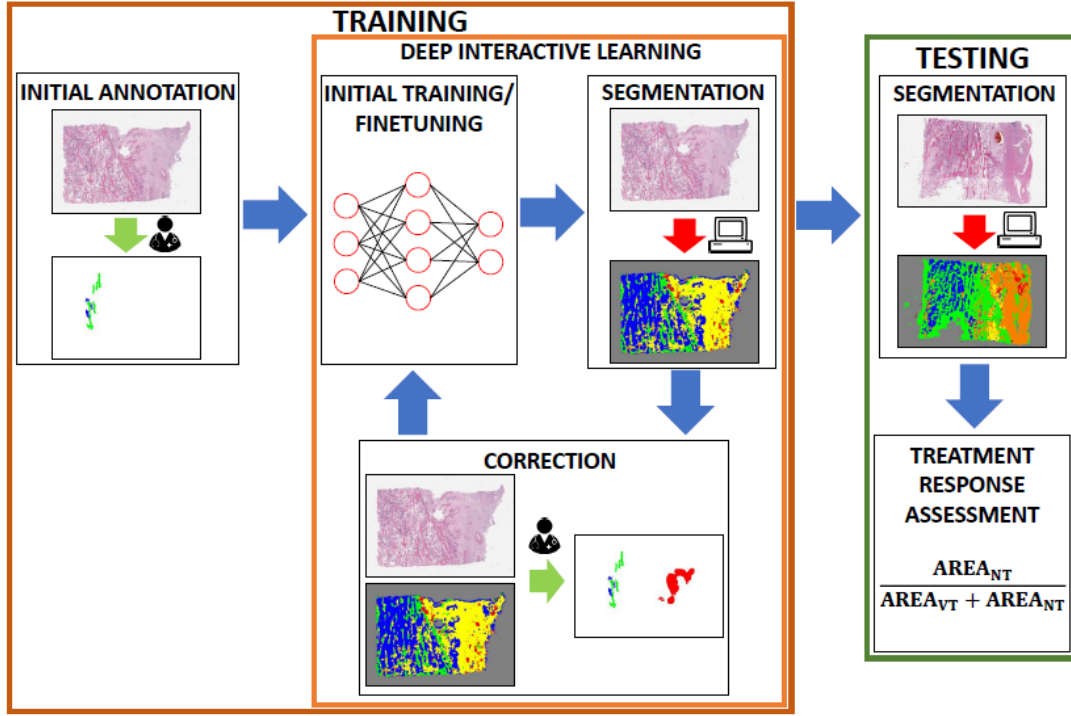 TRAINING
DEEP INTERACTIVE LEARNING
INITIAL ANNOTATION
INITIAL TRAINING/
FINETUNING
SEGMENTATION
CORRECTION
TESTING
SEGMENTATION
TREATMENT
RESPONSE
ASSESSMENT
AREA_NT
AREA_VT + AREA_NT